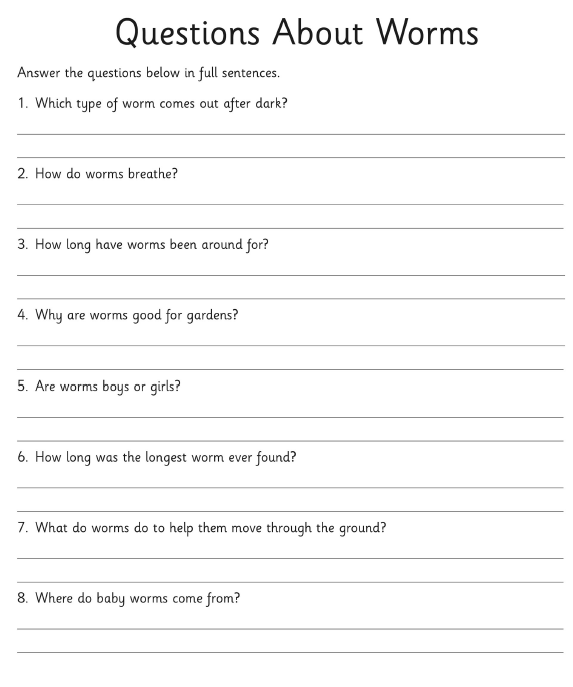 Questions About Worms
Answer the questions below in full sentences.
1. Which type of worm comes out after dark?
2. How do worms breathe?
3. How long have worms been around for?
4. Why are worms good for gardens?
5. Are worms boys or girls?
6. How long was the longest worm ever found?
7. What do worms do to help them move through the ground?
8. Where do baby worms come from?